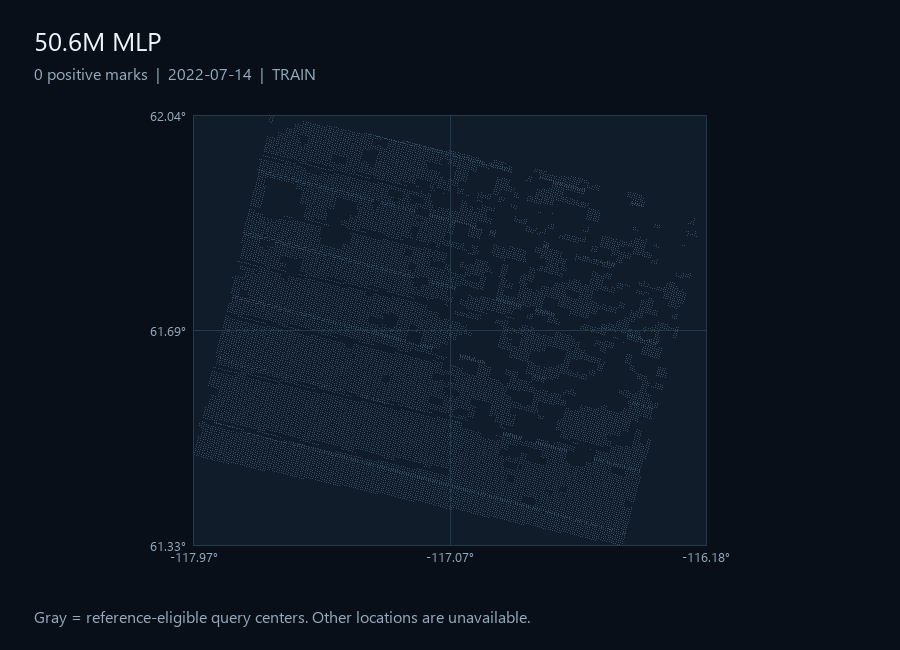 50.6M MLP
0 positive marks | 2022-07-14 | TRAIN
62.04°
61.69°
61.33°
-117.97°
-117.07°
-116.18°
Gray = reference-eligible query centers. Other locations are unavailable.